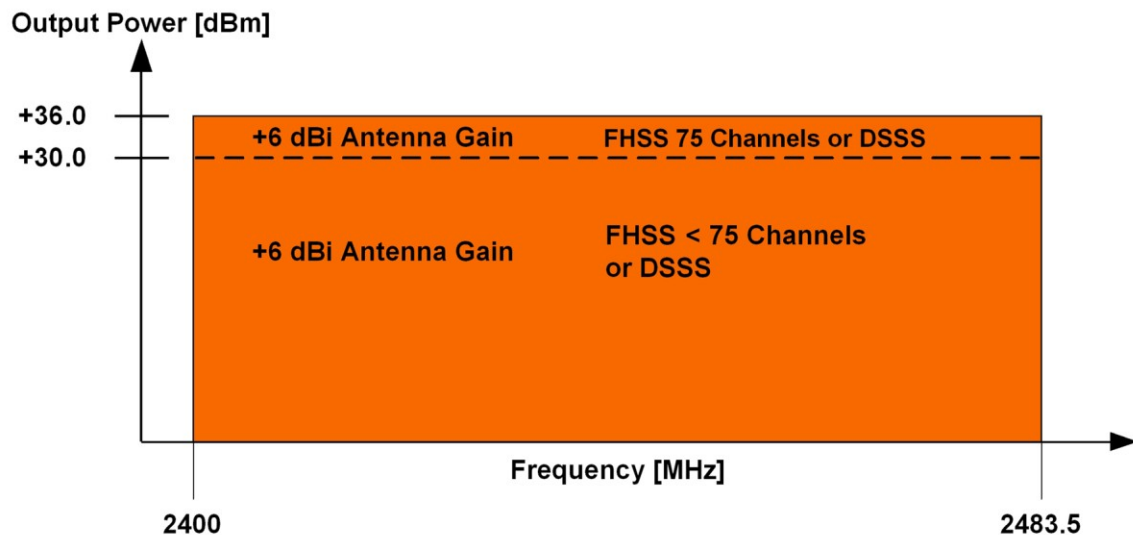 Output Power [dBm]
+36.0
+6 dBi Antenna Gain
FHSS 75 Channels or DSSS
+30.0
+6 dBi Antenna Gain
FHSS < 75 Channels
or DSSS
Frequency [MHz]
2400
2483.5